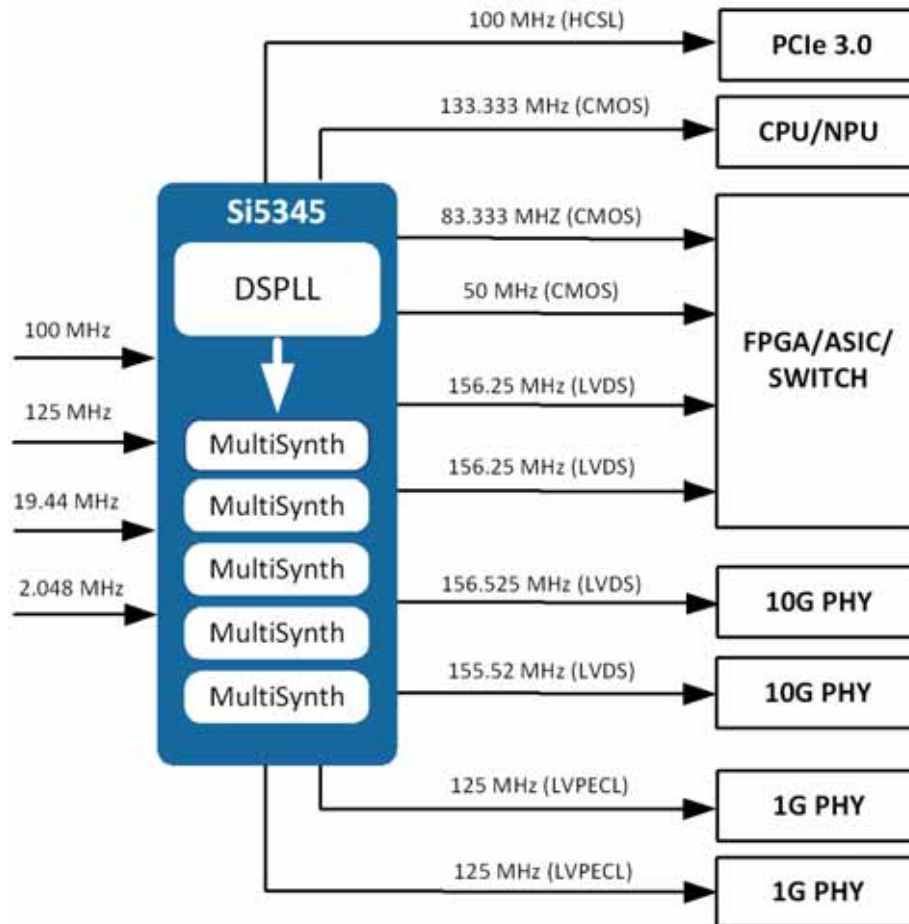 100 MHz (HCSL)
PCIe 3.0
133.333 MHz (CMOS)
CPU/NPU
Si5345
DSPLL
83.333 MHZ (CMOS)
50 MHz (CMOS)
FPGA/ASIC/
SWITCH
100 MHz
125 MHz
19.44 MHz
2.048 MHz
156.25 MHz (LVDS)
156.25 MHz (LVDS)
MultiSynth
MultiSynth
MultiSynth
MultiSynth
MultiSynth
156.525 MHz (LVDS)
10G PHY
155.52 MHz (LVDS)
10G PHY
125 MHz (LVPECL)
1G PHY
125 MHz (LVPECL)
1G PHY